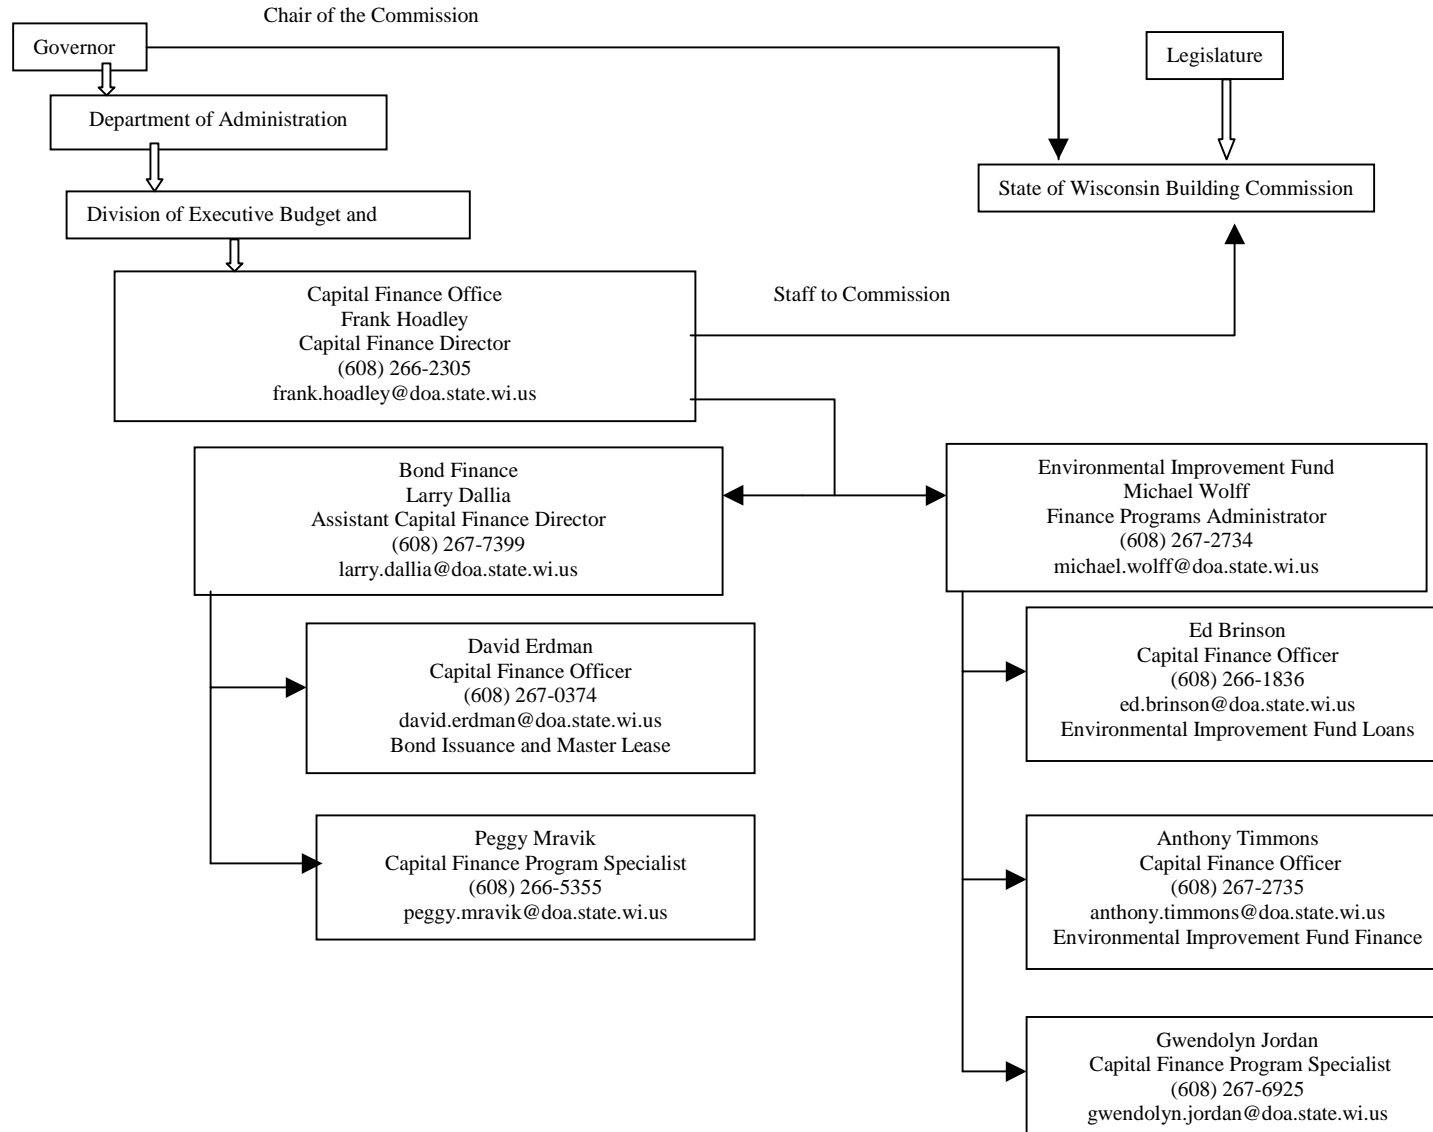 Chair of the Commission
Governor
Legislature
Department of Administration
State of Wisconsin Building Commission
Division of Executive Budget and
Capital Finance Office
Frank Hoadley
Capital Finance Director
(608) 266-2305
frank.hoadley@doa.state.wi.us
Staff to Commission
Bond Finance
Larry Dallia
Assistant Capital Finance Director
(608) 267-7399
larry.dallia@doa.state.wi.us
Environmental Improvement Fund
Michael Wolff
Finance Programs Administrator
(608) 267-2734
michael.wolff@doa.state.wi.us
David Erdman
Capital Finance Officer
(608) 267-0374
david.erdman@doa.state.wi.us
Bond Issuance and Master Lease
Ed Brinson
Capital Finance Officer
(608) 266-1836
ed.brinson@doa.state.wi.us
Environmental Improvement Fund Loans
Peggy Mravik
Capital Finance Program Specialist
(608) 266-5355
peggy.mravik@doa.state.wi.us
Anthony Timmons
Capital Finance Officer
(608) 267-2735
anthony.timmons@doa.state.wi.us
Environmental Improvement Fund Finance
Gwendolyn Jordan
Capital Finance Program Specialist
(608) 267-6925
gwendolyn.jordan@doa.state.wi.us